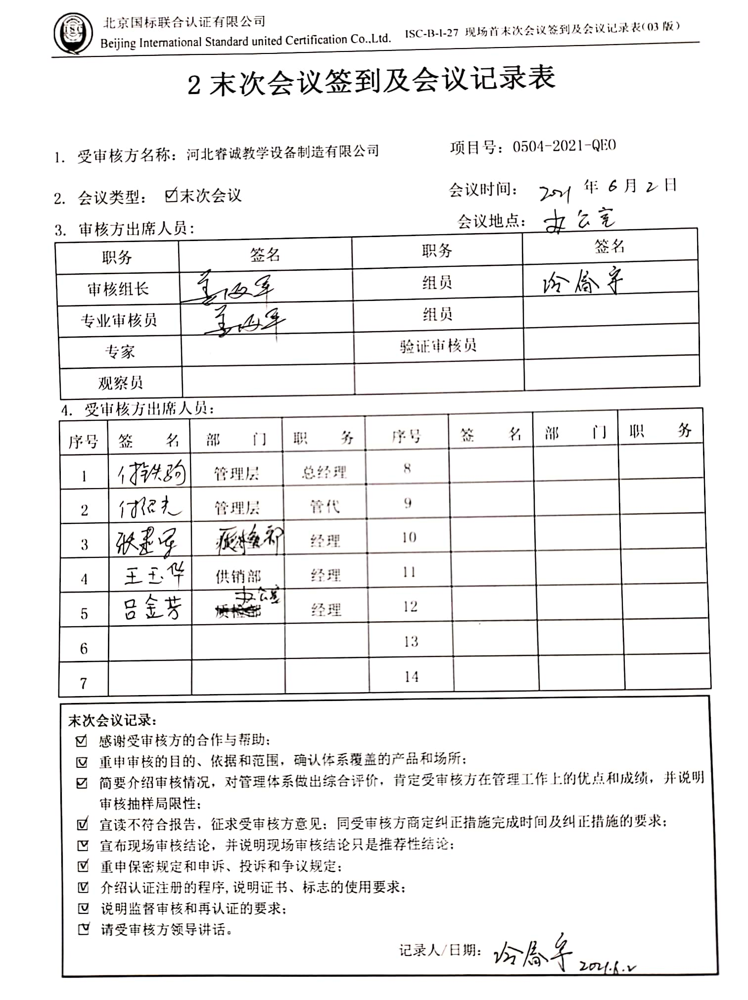 ISC
北京国标联合认证有限公司
Beijing International Standard united Certification Co.,Ltd.
ISC-B-I-27 现场首末次会议签到及会议记录表(03 版)
2 末次会议签到及会议记录表
1. 受审核方名称：河北睿诚教学设备制造有限公司 项目号：0504-2021-QEO
2. 会议类型： ☑末次会议 会议时间： 2021 年 6 月 2 日
3. 审核方出席人员: 会议地点：办公室
职务 签名 职务 签名
审核组长 姜海军 组员 冷春宇
专业审核员 姜海军 组员
专家 验证审核员
观察员
4. 受审核方出席人员:
序号 签 名 部 门 职 务 序号 签 名 部 门 职 务
1 管理层 总经理 8
2 付绍光 管理层 管代 9
3 经理 10
4 王玉华 供销部 经理 11
5 吕金芳 办公室 经理 12
6 13
7 14
末次会议记录:
☑ 感谢受审核方的合作与帮助;
☑ 重申审核的目的、依据和范围，确认体系覆盖的产品和场所;
☑ 简要介绍审核情况，对管理体系做出综合评价，肯定受审核方在管理工作上的优点和成绩，并说明
审核抽样局限性;
☑ 宣读不符合报告，征求受审核方意见; 同受审核方商定纠正措施完成时间及纠正措施的要求;
☑ 宣布现场审核结论，并说明现场审核结论只是推荐性结论;
☑ 重申保密规定和申诉、投诉和争议规定;
☑ 介绍认证注册的程序,说明证书、标志的使用要求;
☑ 说明监督审核和再认证的要求;
☑ 请受审核方领导讲话。
记录人/日期: 冷春宇 2021.6.2